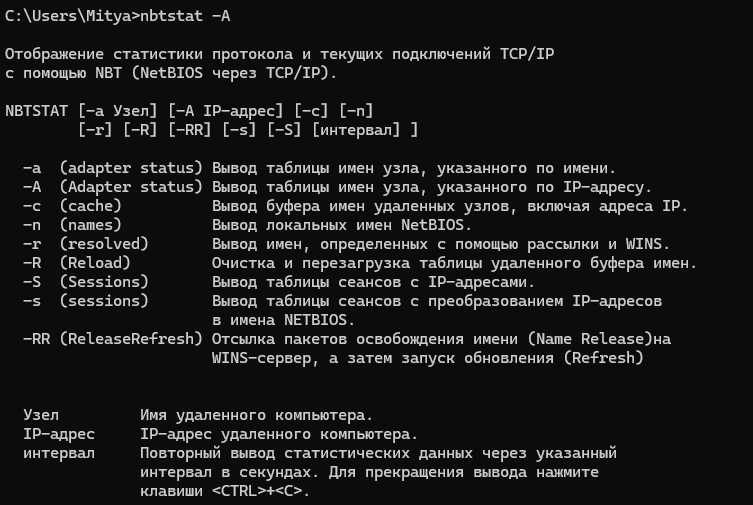 C:\Users\Mitya>nbtstat -A
Отображение статистики протокола и текущих подключений TCP/IP
с помощью NBT (NetBIOS через TCP/IP).
NBTSTAT [-a Узел] [-A IP-адрес] [-c] [-n]
        [-r] [-R] [-RR] [-s] [-S] [интервал] ]
  -a  (adapter status) Вывод таблицы имен узла, указанного по имени.
  -A  (Adapter status) Вывод таблицы имен узла, указанного по IP-адресу.
  -c  (cache)          Вывод буфера имен удаленных узлов, включая адреса IP.
  -n  (names)          Вывод локальных имен NetBIOS.
  -r  (resolved)       Вывод имен, определенных с помощью рассылки и WINS.
  -R  (Reload)         Очистка и перезагрузка таблицы удаленного буфера имен.
  -S  (Sessions)       Вывод таблицы сеансов с IP-адресами.
  -s  (sessions)       Вывод таблицы сеансов с преобразованием IP-адресов
                       в имена NETBIOS.
  -RR (ReleaseRefresh) Отсылка пакетов освобождения имени (Name Release)на
                       WINS-сервер, а затем запуск обновления (Refresh)
  Узел         Имя удаленного компьютера.
  IP-адрес     IP-адрес удаленного компьютера.
  интервал     Повторный вывод статистических данных через указанный
               интервал в секундах. Для прекращения вывода нажмите
               клавиши <CTRL>+<C>.